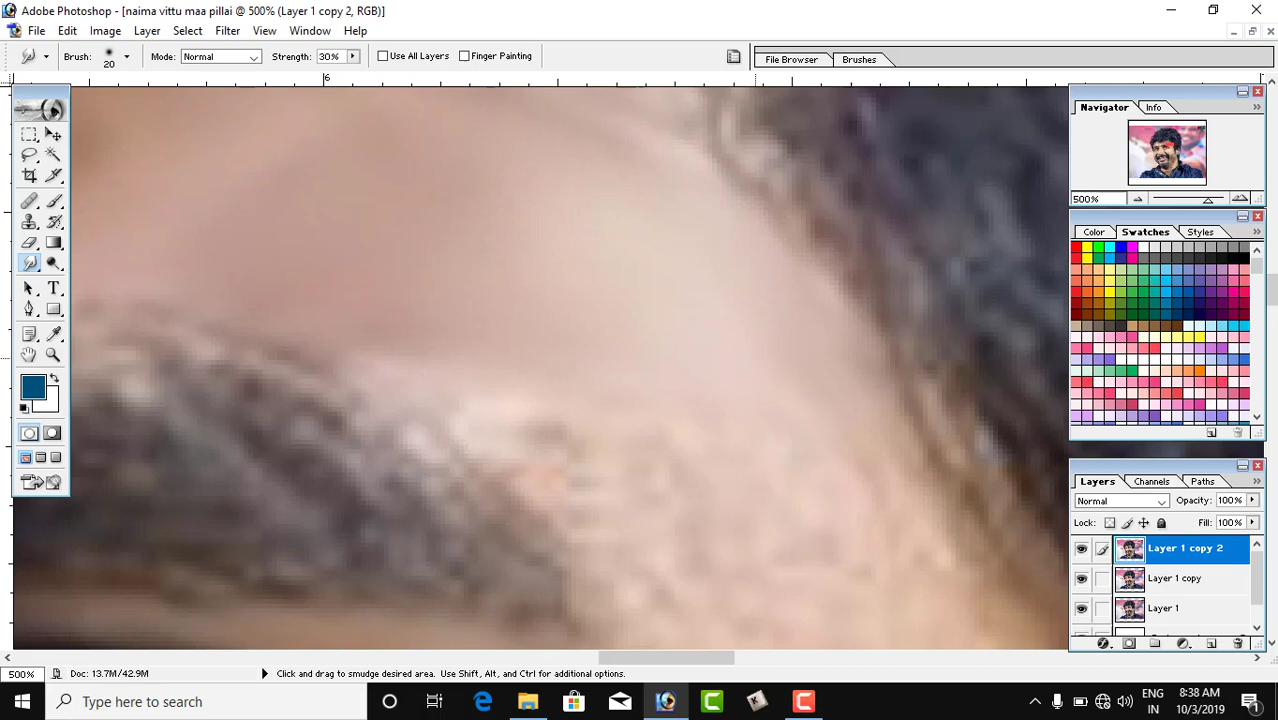 Adobe Photoshop - [naima vittu maa pillai @ 500% (Layer 1 copy 2, RGB)]
File Edit Image Layer Select Filter View Window Help
Brush: 20 Mode: Normal Strength: 30% Use All Layers Finger Painting File Browser Brushes
6
Navigator Info
500%
Color Swatches Styles
Layers Channels Paths
Normal Opacity: 100%
Lock: Fill: 100%
Layer 1 copy 2
Layer 1 copy
Layer 1
500% Doc: 13.7M/42.9M Click and drag to smudge desired area. Use Shift, Alt, and Ctrl for additional options.
Type here to search
ENG 8:38 AM
IN 10/3/2019
1